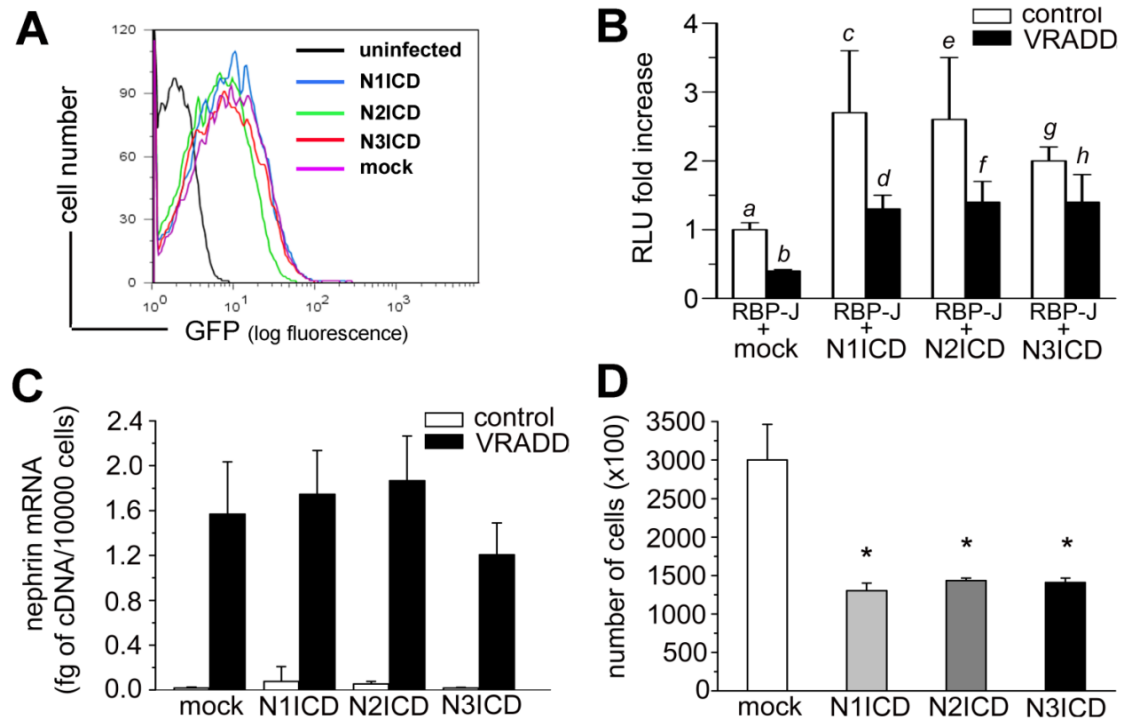 A
120
90
60
30
0
cell number
uninfected
N1ICD
N2ICD
N3ICD
mock
10⁰ 10¹ 10² 10³
GFP (log fluorescence)
B
control
VRADD
4
3
2
1
0
RLU fold increase
a
b
c
d
e
f
g
h
RBP-J RBP-J RBP-J RBP-J
+ + + +
mock N1ICD N2ICD N3ICD
C
control
VRADD
2.4
2.0
1.6
1.2
0.8
0.4
0.0
nephrin mRNA
(fg of cDNA/10000 cells)
mock N1ICD N2ICD N3ICD
D
3500
3000
2500
2000
1500
1000
500
0
number of cells (x100)
* * *
mock N1ICD N2ICD N3ICD